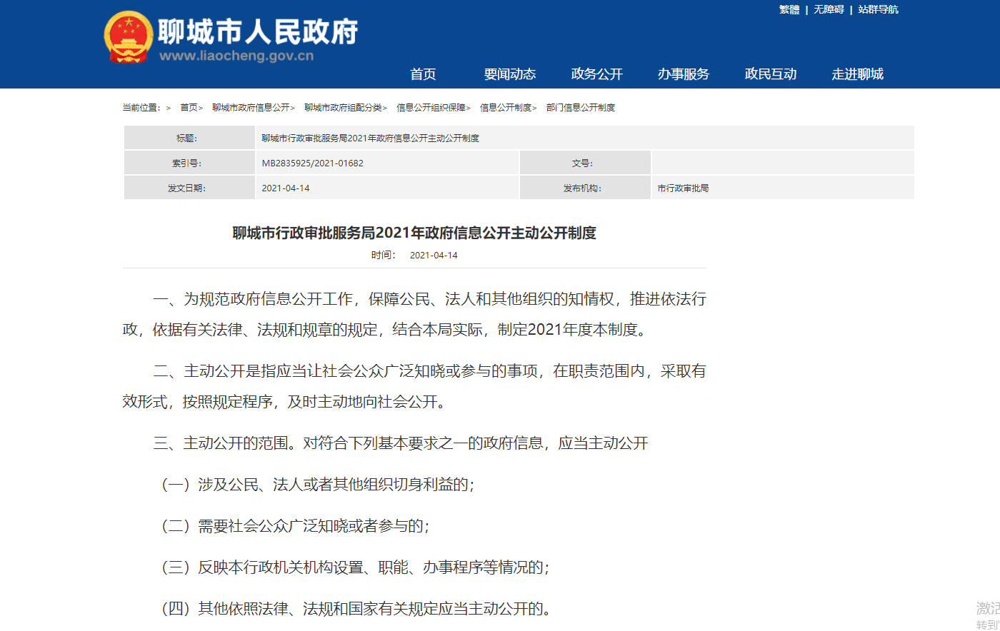 繁體 | 无障碍 | 站群导航
聊城市人民政府
www.liaocheng.gov.cn
首页 要闻动态 政务公开 办事服务 政民互动 走进聊城
当前位置：> 首页> 聊城市政府信息公开> 聊城市政府组配分类> 信息公开组织保障> 信息公开制度> 部门信息公开制度
标题： 聊城市行政审批服务局2021年政府信息公开主动公开制度
索引号： MB2835925/2021-01682 文号：
发文日期： 2021-04-14 发布机构： 市行政审批局
聊城市行政审批服务局2021年政府信息公开主动公开制度
时间： 2021-04-14
一、为规范政府信息公开工作，保障公民、法人和其他组织的知情权，推进依法行
政，依据有关法律、法规和规章的规定，结合本局实际，制定2021年度本制度。
二、主动公开是指应当让社会公众广泛知晓或参与的事项，在职责范围内，采取有
效形式，按照规定程序，及时主动地向社会公开。
三、主动公开的范围。对符合下列基本要求之一的政府信息，应当主动公开
（一）涉及公民、法人或者其他组织切身利益的；
（二）需要社会公众广泛知晓或者参与的；
（三）反映本行政机关机构设置、职能、办事程序等情况的；
（四）其他依照法律、法规和国家有关规定应当主动公开的。
激活
转到"